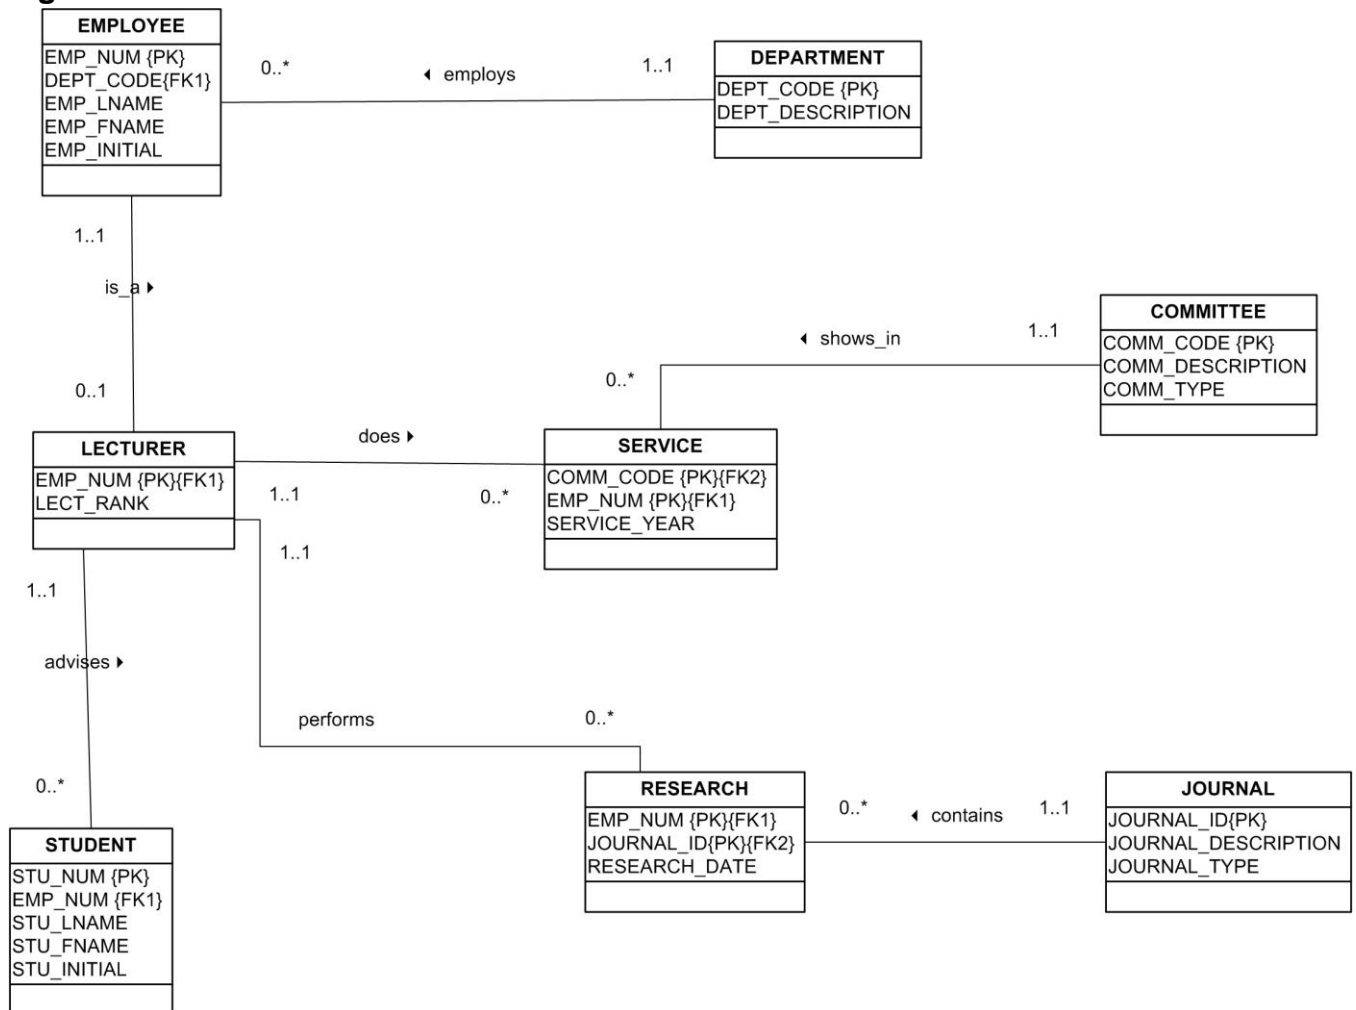 EMPLOYEE
EMP_NUM {PK}
DEPT_CODE{FK1}
EMP_LNAME
EMP_FNAME
EMP_INITIAL
0..*
◂ employs
1..1
DEPARTMENT
DEPT_CODE {PK}
DEPT_DESCRIPTION
1..1
is_a ▸
0..1
COMMITTEE
COMM_CODE {PK}
COMM_DESCRIPTION
COMM_TYPE
1..1
◂ shows_in
0..*
LECTURER
EMP_NUM {PK}{FK1}
LECT_RANK
does ▸
1..1
0..*
SERVICE
COMM_CODE {PK}{FK2}
EMP_NUM {PK}{FK1}
SERVICE_YEAR
1..1
1..1
advises ▸
0..*
performs
0..*
RESEARCH
EMP_NUM {PK}{FK1}
JOURNAL_ID{PK}{FK2}
RESEARCH_DATE
0..*
◂ contains
1..1
JOURNAL
JOURNAL_ID{PK}
JOURNAL_DESCRIPTION
JOURNAL_TYPE
STUDENT
STU_NUM {PK}
EMP_NUM {FK1}
STU_LNAME
STU_FNAME
STU_INITIAL